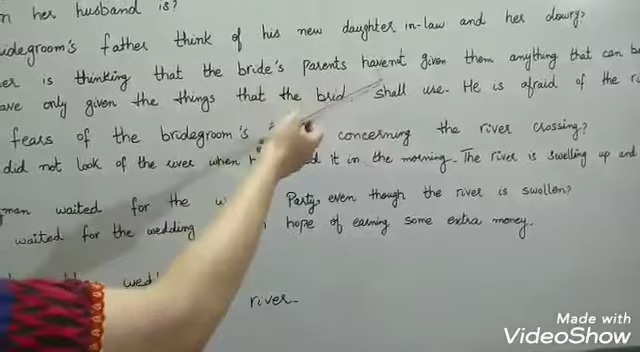 n her husband is?
idegroom's father think of his new daughter in-law and her dowry?
er is thinking that the bride's parents havenot given them anything that can be
ave only given the things that the brid shall use. He is afraid of the ri
fears of the bridegroom's concerning the river crossing?
did not look of the river when it in the morning. The river is swelling up and
man waited for the Party, even though the river is swollen?
waited for the wedding hope of earning some extra money.
wed
river.
Made with
VideoShow